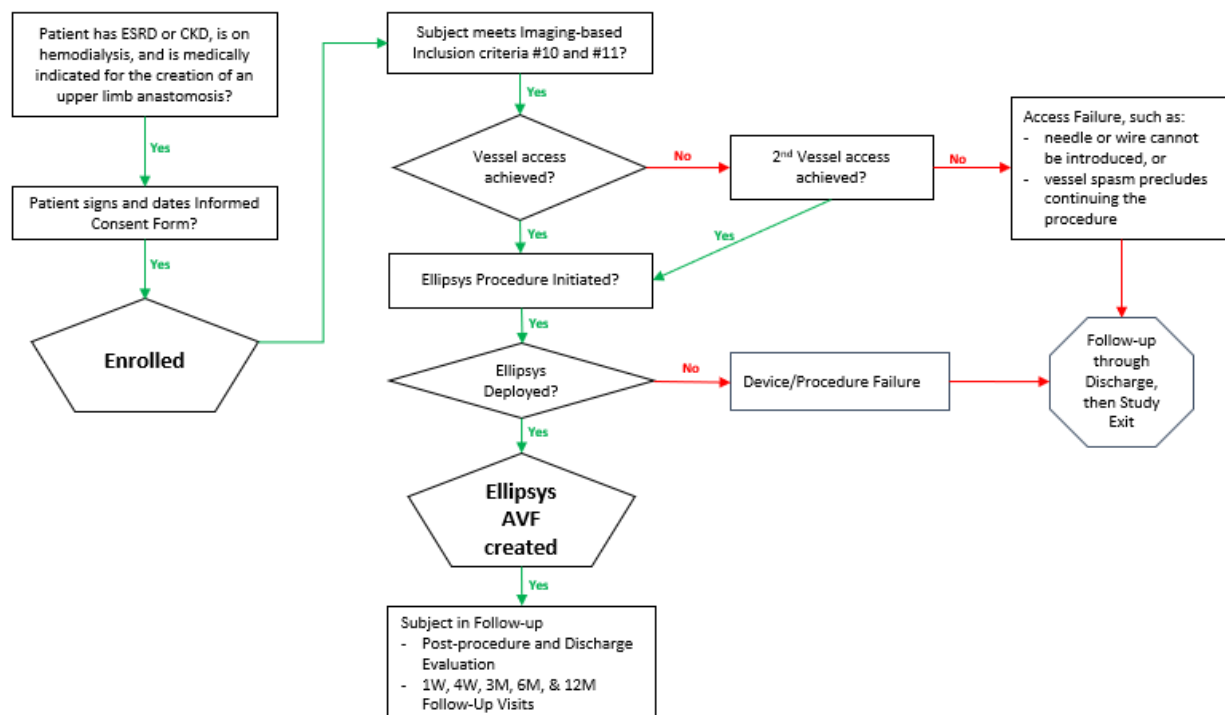 Patient has ESRD or CKD, is on
hemodialysis, and is medically
indicated for the creation of an
upper limb anastomosis?
Yes
Patient signs and dates Informed
Consent Form?
Yes
Enrolled
Subject meets Imaging-based
Inclusion criteria #10 and #11?
Yes
Vessel access
achieved?
No
2nd Vessel access
achieved?
No
Access Failure, such as:
- needle or wire cannot
be introduced, or
- vessel spasm precludes
continuing the
procedure
Yes
Yes
Ellipsys Procedure Initiated?
Yes
Ellipsys
Deployed?
No
Device/Procedure Failure
Follow-up
through
Discharge,
then Study
Exit
Yes
Ellipsys
AVF
created
Yes
Subject in Follow-up
- Post-procedure and Discharge
Evaluation
- 1W, 4W, 3M, 6M, & 12M
Follow-Up Visits